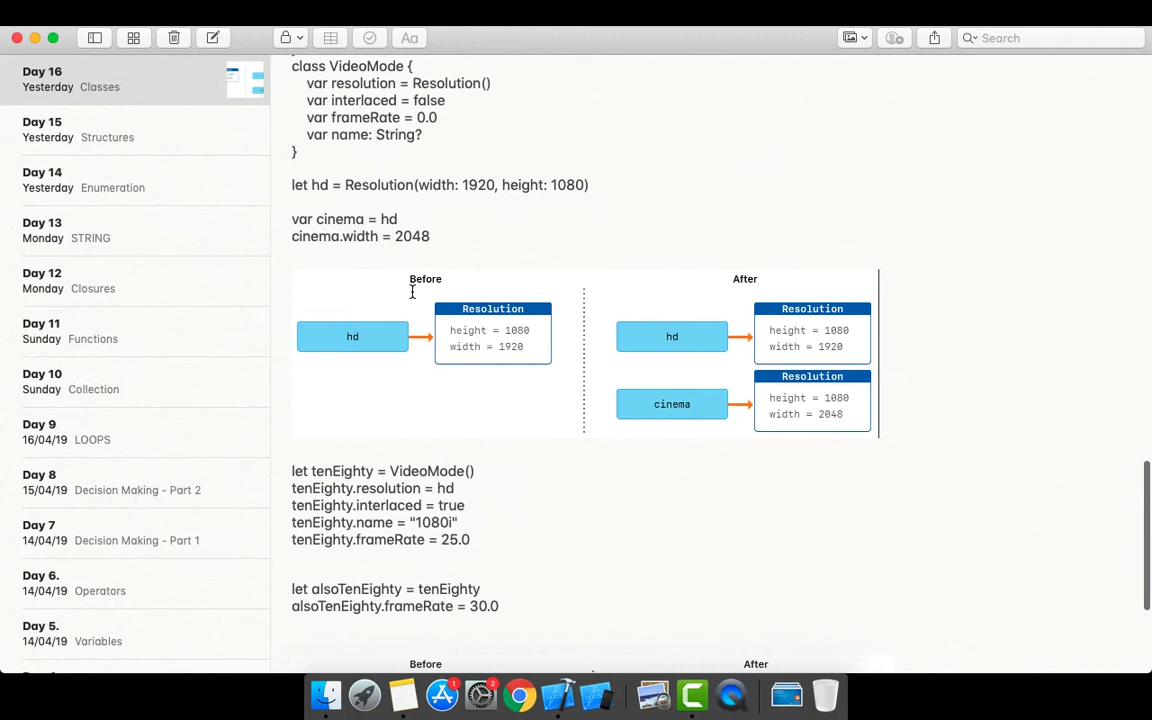 Aa
Search
Day 16
Yesterday Classes
Day 15
Yesterday Structures
Day 14
Yesterday Enumeration
Day 13
Monday STRING
Day 12
Monday Closures
Day 11
Sunday Functions
Day 10
Sunday Collection
Day 9
16/04/19 LOOPS
Day 8
15/04/19 Decision Making - Part 2
Day 7
14/04/19 Decision Making - Part 1
Day 6.
14/04/19 Operators
Day 5.
14/04/19 Variables
class VideoMode {
var resolution = Resolution()
var interlaced = false
var frameRate = 0.0
var name: String?
}
let hd = Resolution(width: 1920, height: 1080)
var cinema = hd
cinema.width = 2048
Before
hd
Resolution
height = 1080
width = 1920
After
hd
Resolution
height = 1080
width = 1920
cinema
Resolution
height = 1080
width = 2048
let tenEighty = VideoMode()
tenEighty.resolution = hd
tenEighty.interlaced = true
tenEighty.name = "1080i"
tenEighty.frameRate = 25.0
let alsoTenEighty = tenEighty
alsoTenEighty.frameRate = 30.0
Before
After
1
2